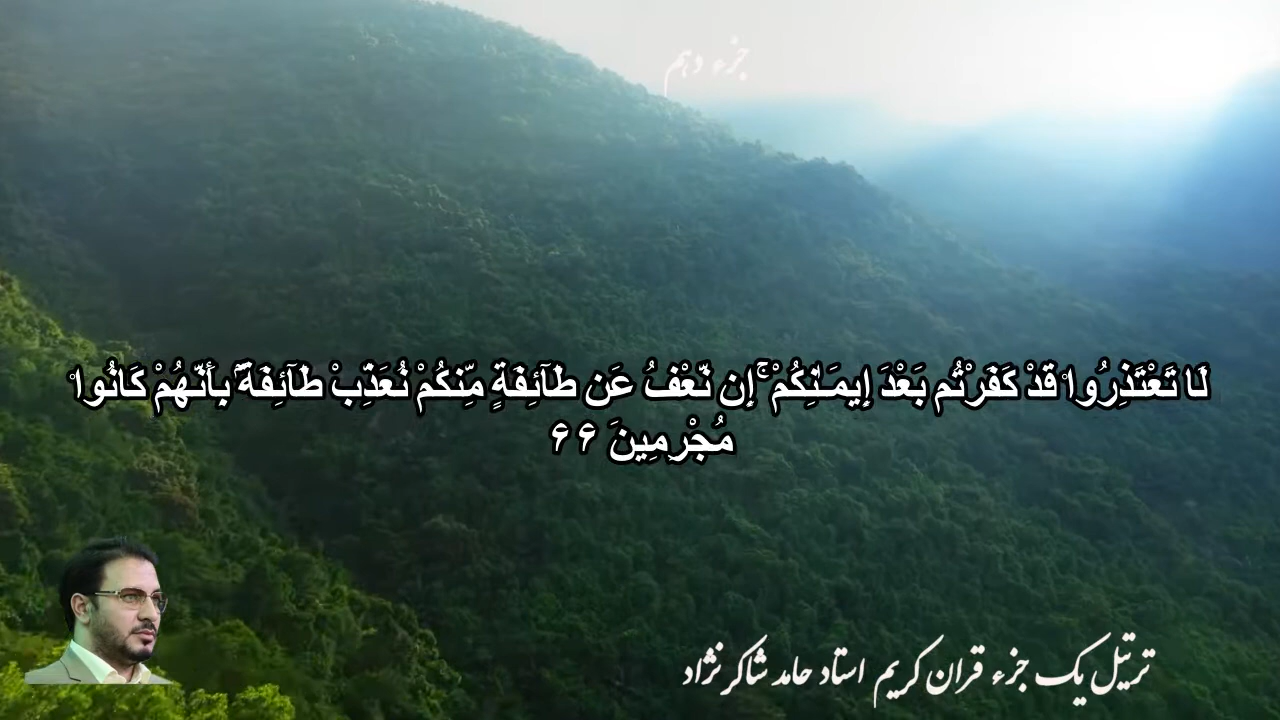 جزء دهم
لَا تَعْتَذِرُوا۟ قَدْ كَفَرْتُم بَعْدَ إِيمَـٰنِكُمْ ۚ إِن نَّعْفُ عَن طَآئِفَةٍ مِّنكُمْ نُعَذِّبْ طَآئِفَةًۢ بِأَنَّهُمْ كَانُوا۟
مُجْرِمِينَ ۶۶
ترتیل یک جزء قران کریم استاد حامد شاکرنژاد